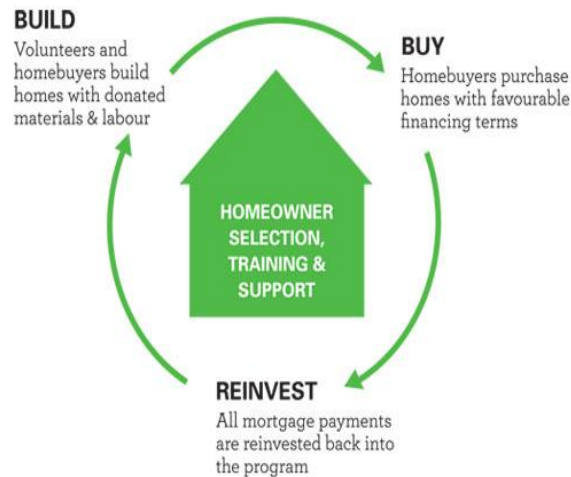 BUILD
Volunteers and
homebuyers build
homes with donated
materials & labour
BUY
Homebuyers purchase
homes with favourable
financing terms
HOMEOWNER
SELECTION,
TRAINING &
SUPPORT
REINVEST
All mortgage payments
are reinvested back into
the program